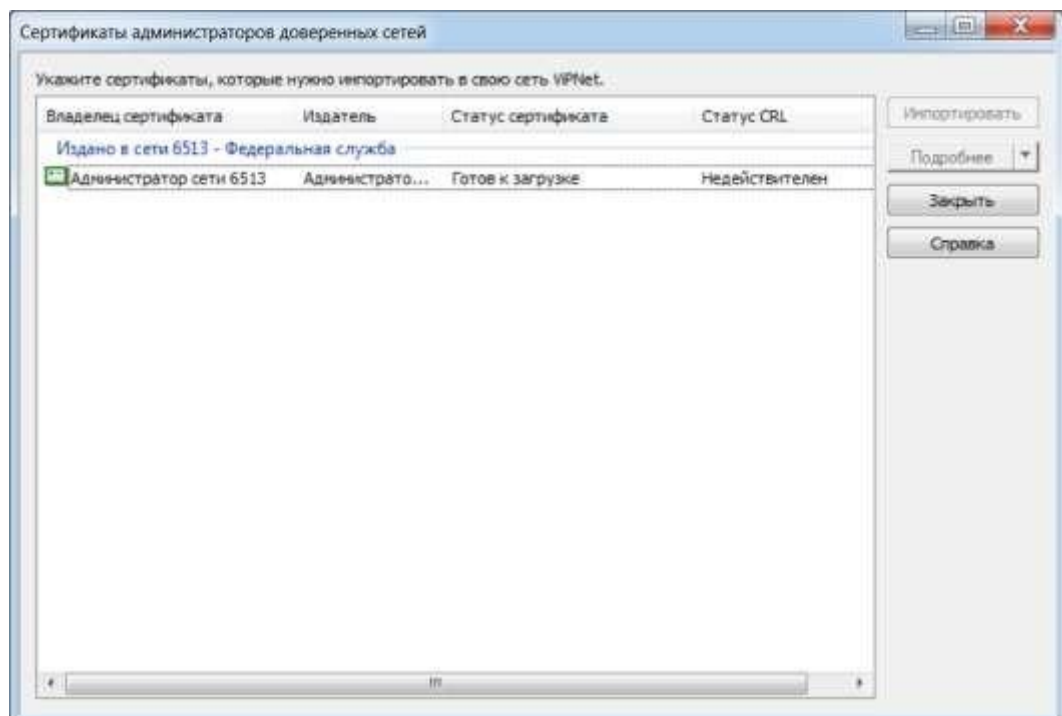 Сертификаты администраторов доверенных сетей
Укажите сертификаты, которые нужно импортировать в свою сеть ViPNet.
Владелец сертификата Издатель Статус сертификата Статус CRL
Издано в сети 6513 - Федеральная служба
Администратор сети 6513 Администрато... Готов к загрузке Недействителен
Импортировать
Подробнее
Закрыть
Справка